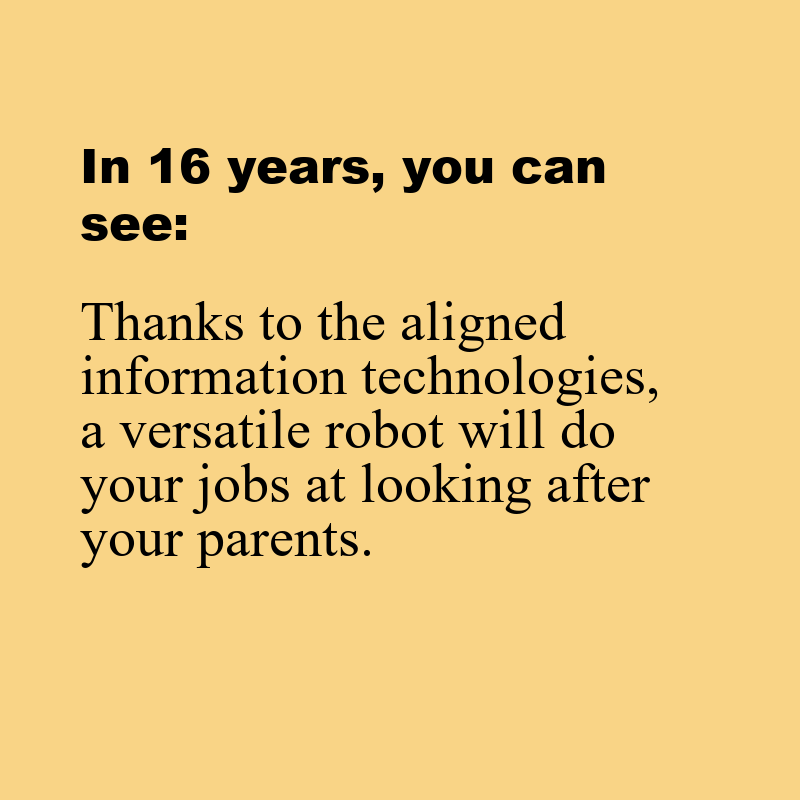 In 16 years, you can
see:
Thanks to the aligned
information technologies,
a versatile robot will do
your jobs at looking after
your parents.